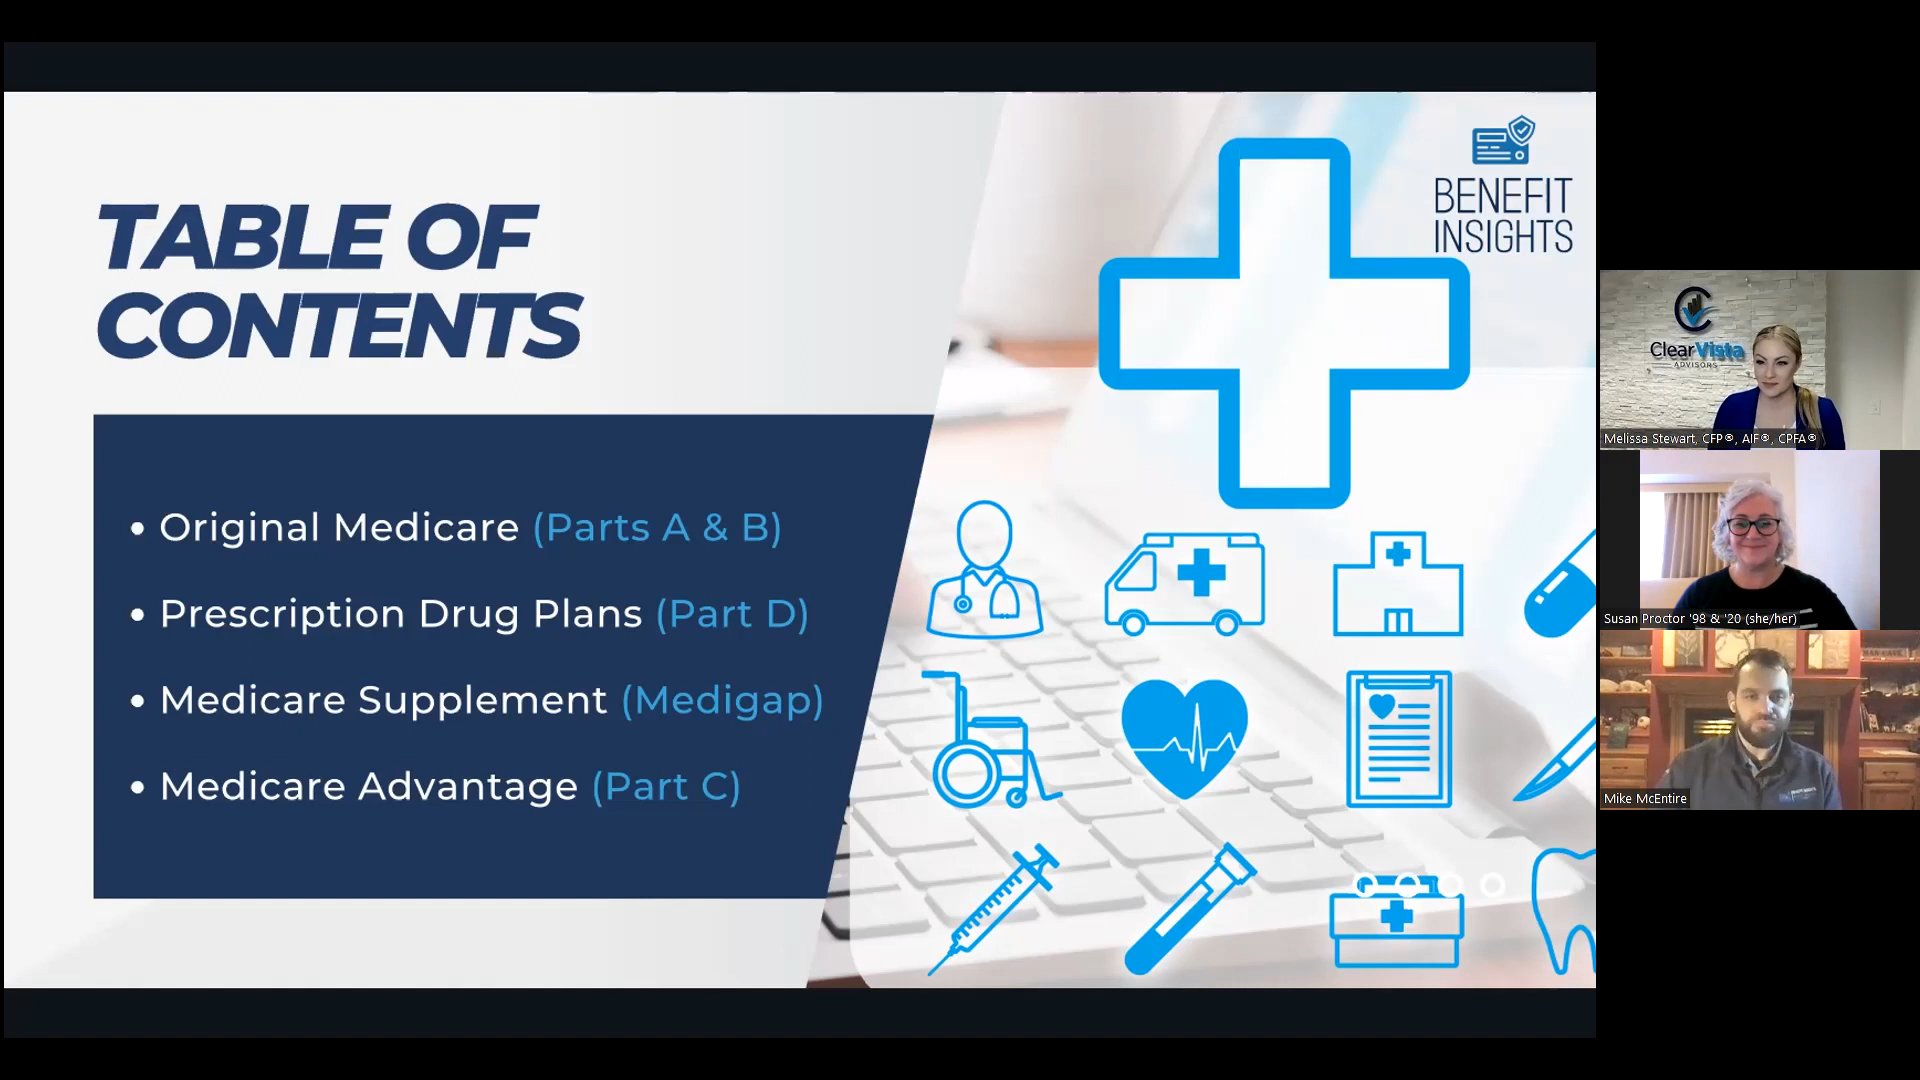 TABLE OF
CONTENTS
• Original Medicare (Parts A & B)
• Prescription Drug Plans (Part D)
• Medicare Supplement (Medigap)
• Medicare Advantage (Part C)
BENEFIT
INSIGHTS
ClearVista
ADVISORS
Melissa Stewart, CFP®, AIF®, CPFA®
Susan Proctor '98 & '20 (she/her)
Mike McEntire